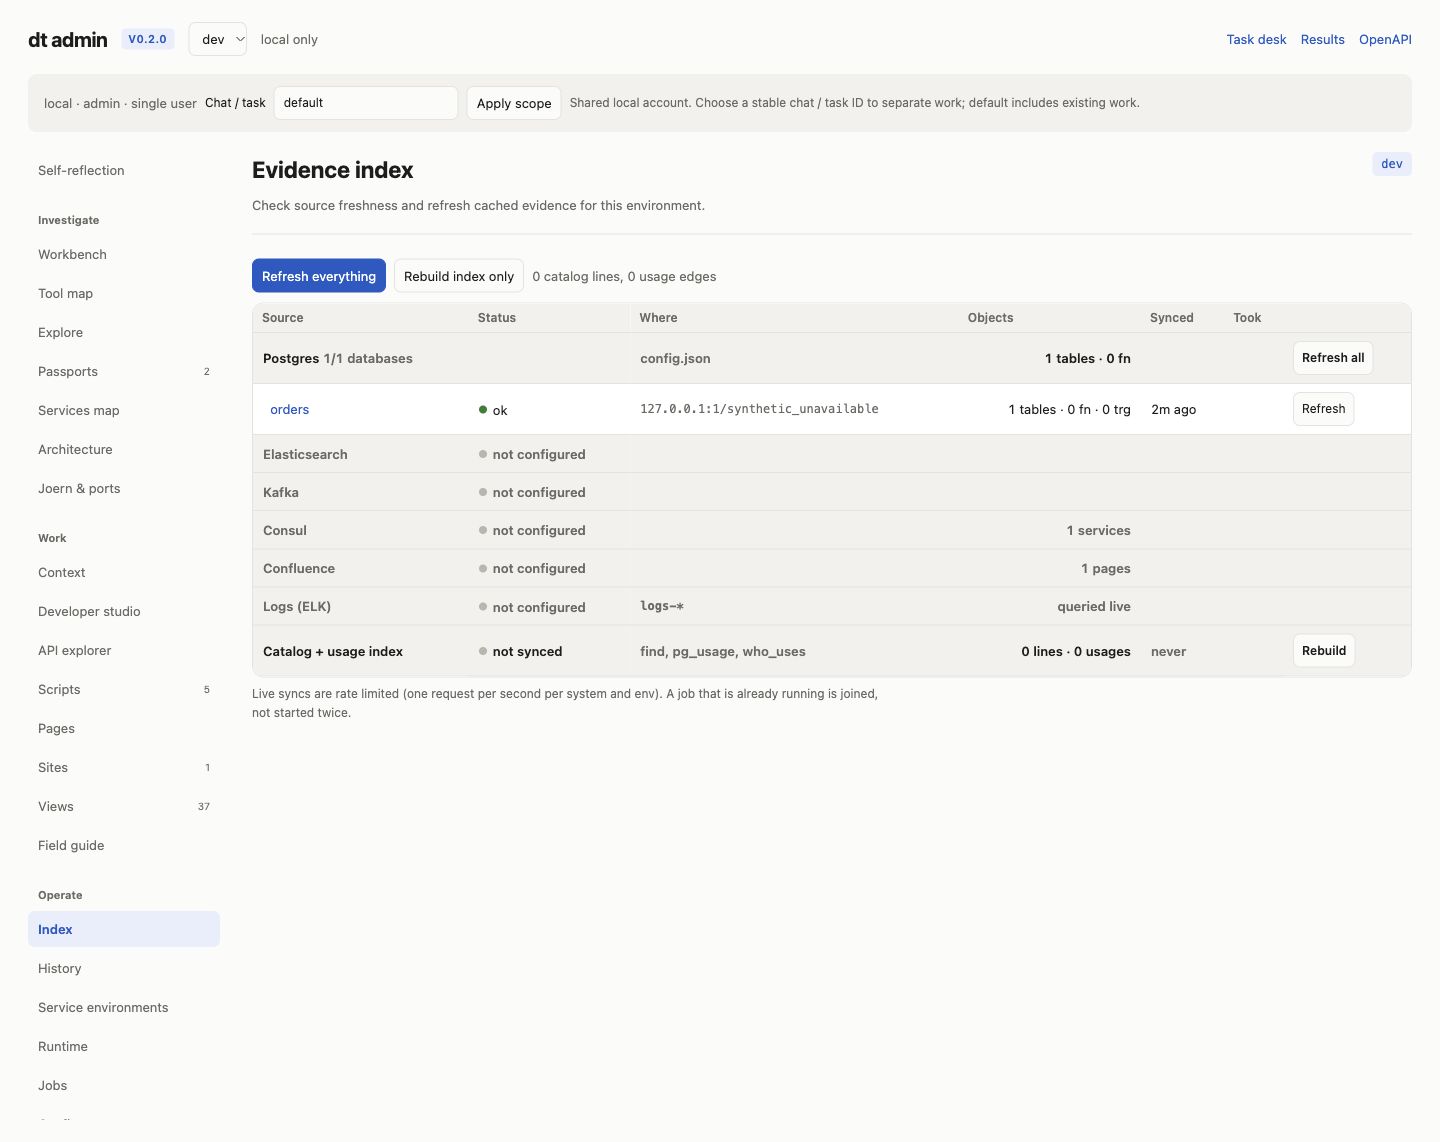 dt admin V0.2.0 dev local only Task desk Results OpenAPI
local · admin · single user Chat / task default Apply scope Shared local account. Choose a stable chat / task ID to separate work; default includes existing work.
Self-reflection
Investigate
Workbench
Tool map
Explore
Passports 2
Services map
Architecture
Joern & ports
Work
Context
Developer studio
API explorer
Scripts 5
Pages
Sites 1
Views 37
Field guide
Operate
Index
History
Service environments
Runtime
Jobs
Evidence index dev
Check source freshness and refresh cached evidence for this environment.
Refresh everything Rebuild index only 0 catalog lines, 0 usage edges
Source Status Where Objects Synced Took
Postgres 1/1 databases config.json 1 tables · 0 fn Refresh all
orders ok 127.0.0.1:1/synthetic_unavailable 1 tables · 0 fn · 0 trg 2m ago Refresh
Elasticsearch not configured
Kafka not configured
Consul not configured 1 services
Confluence not configured 1 pages
Logs (ELK) not configured logs-* queried live
Catalog + usage index not synced find, pg_usage, who_uses 0 lines · 0 usages never Rebuild
Live syncs are rate limited (one request per second per system and env). A job that is already running is joined,
not started twice.